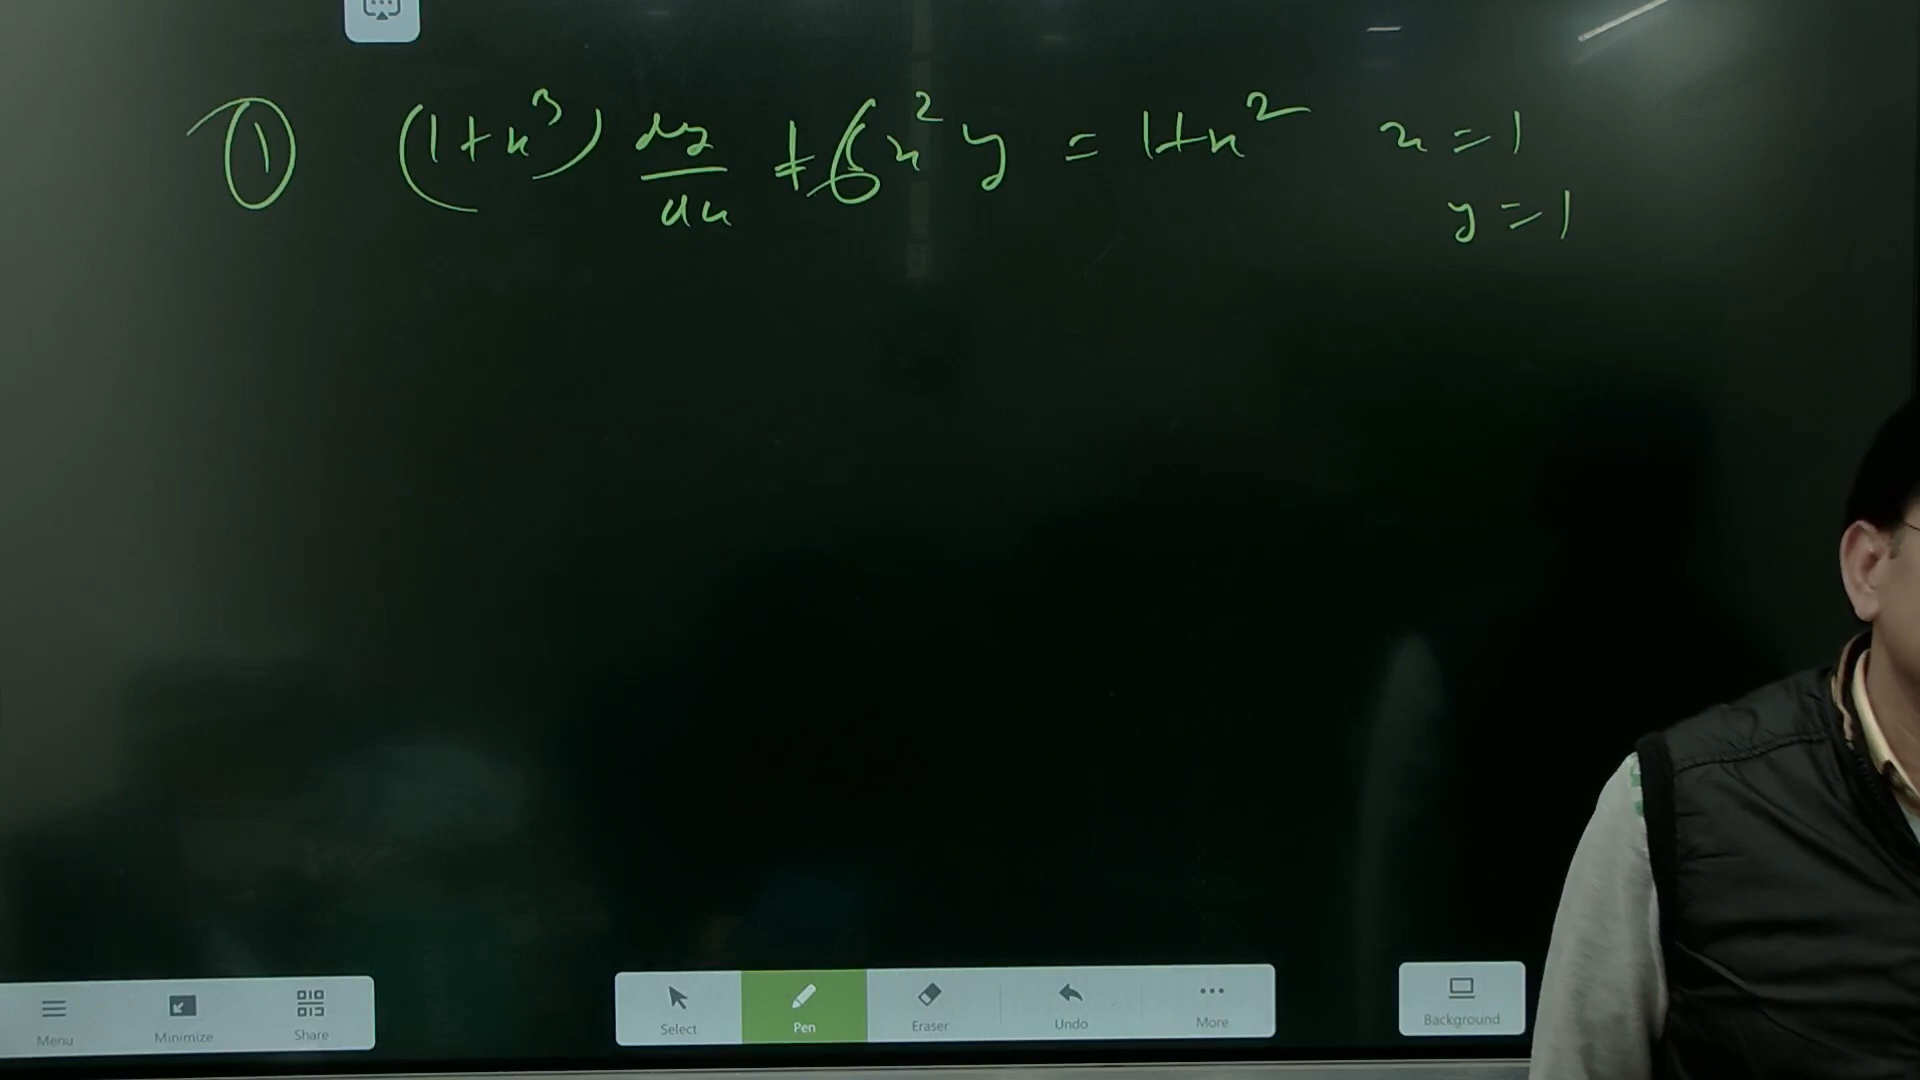 ① (1+x³) dy/dx + 6x²y = 1+x² x = 1
y = 1
Menu Minimize Share Select Pen Eraser Undo More Background